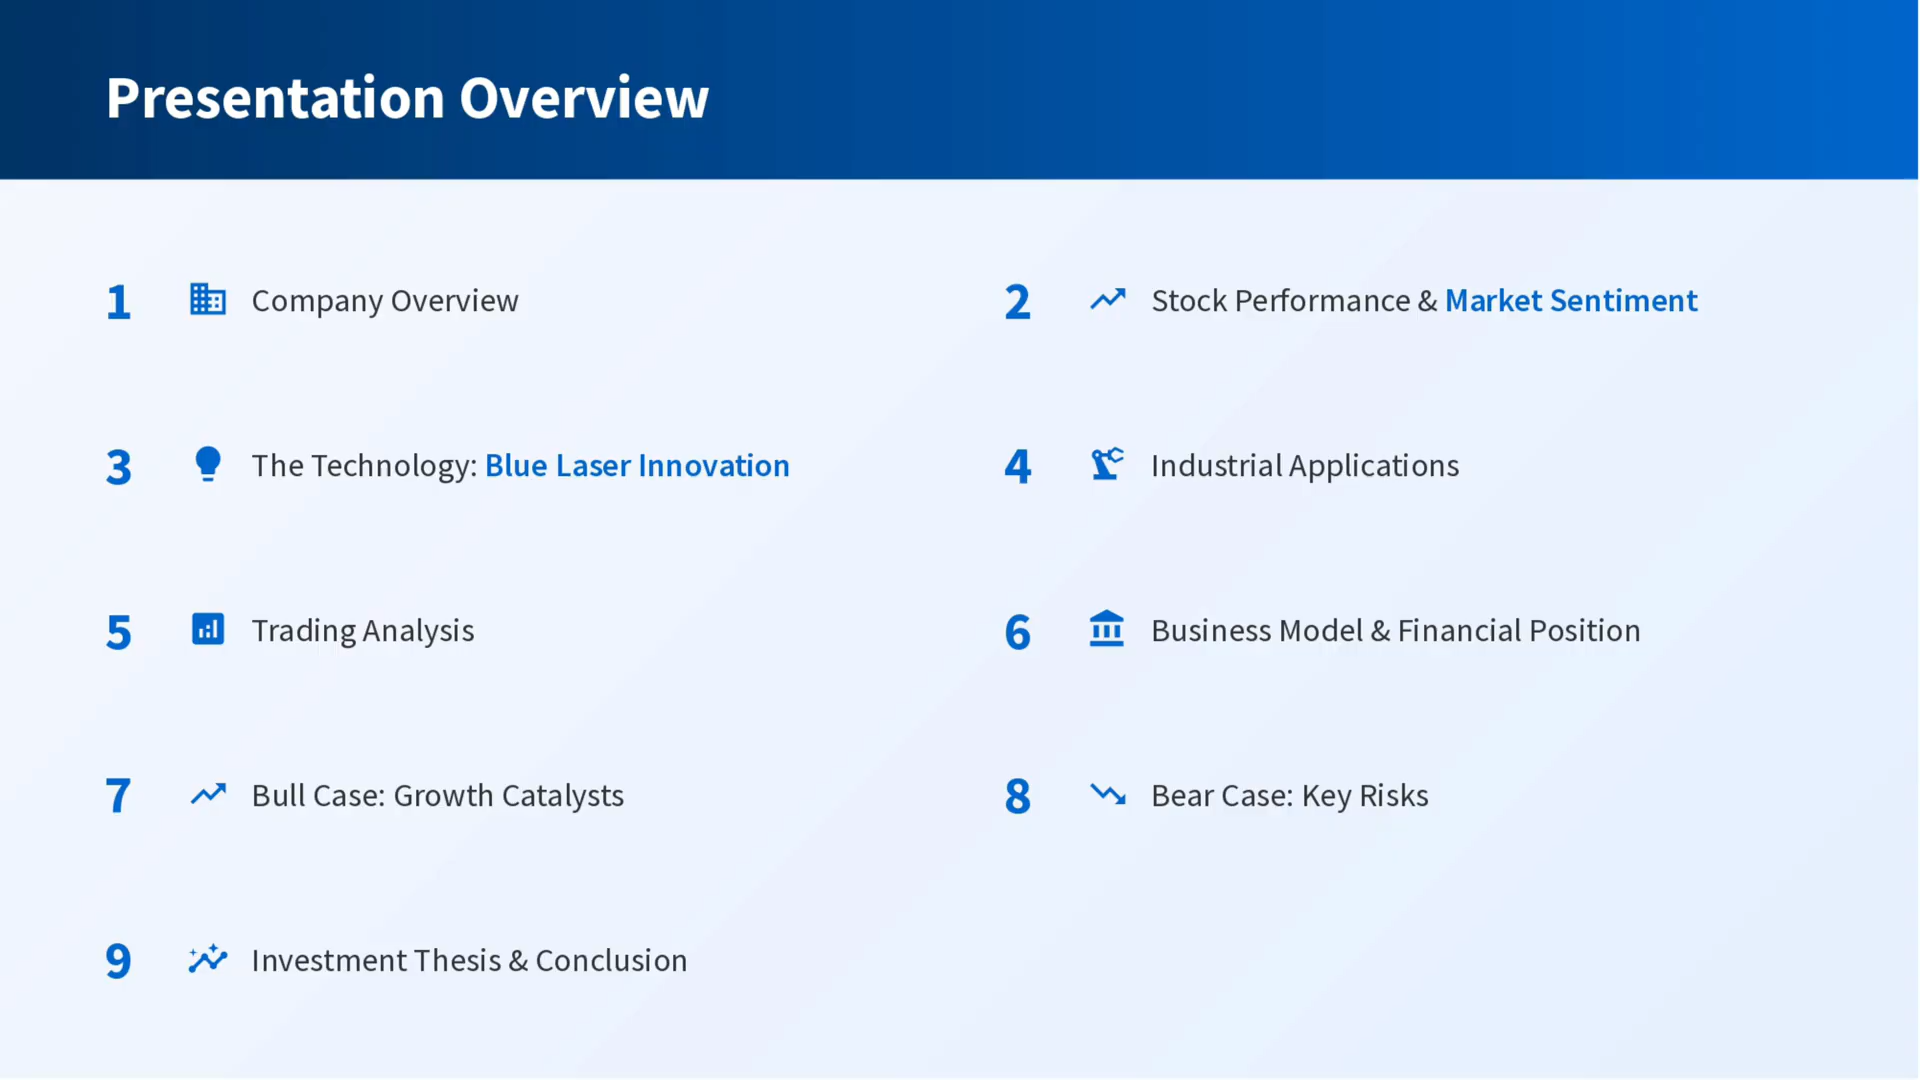 Presentation Overview
1 Company Overview
2 Stock Performance & Market Sentiment
3 The Technology: Blue Laser Innovation
4 Industrial Applications
5 Trading Analysis
6 Business Model & Financial Position
7 Bull Case: Growth Catalysts
8 Bear Case: Key Risks
9 Investment Thesis & Conclusion